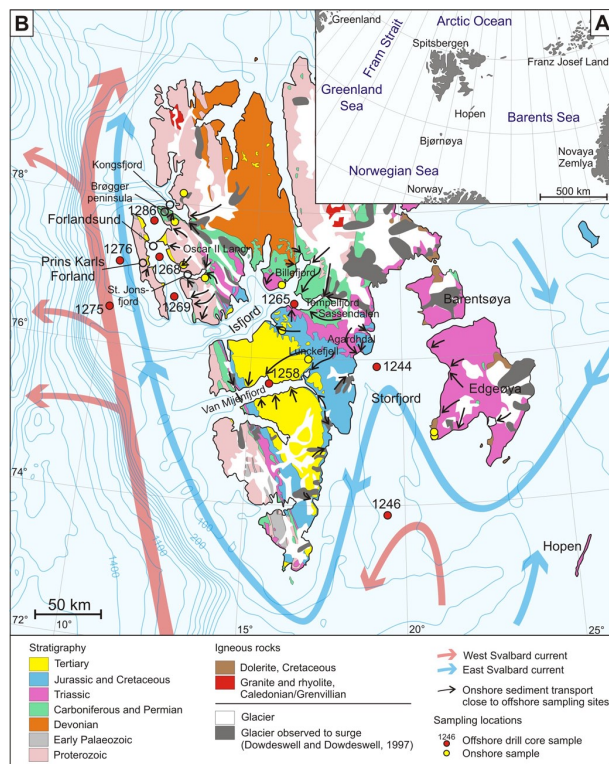 B
A
Greenland
Arctic Ocean
Spitsbergen
Fram Strait
Franz Josef Land
Greenland
Sea
Hopen
Barents Sea
Bjørnøya
Novaya
Zemlya
Norwegian Sea
Norway
500 km
78°
76°
74°
72°
Kongsfjord
Brøgger
peninsula
1286
Forlandsund
1276
Oscar II Land
Prins Karls
Forland
1268
St. Jons-
fjord
1275
1269
Billefjord
1265
Tempelfjord
Sassendalen
Isfjord
Agardhdal
Lunckefjell
1258
1244
Van Mijenfjord
Storfjord
Barentsøya
Edgeøya
1246
Hopen
100
200
1100
1400
50 km
10°
15°
20°
25°
Stratigraphy
Tertiary
Jurassic and Cretaceous
Triassic
Carboniferous and Permian
Devonian
Early Palaeozoic
Proterozoic
Igneous rocks
Dolerite, Cretaceous
Granite and rhyolite,
Caledonian/Grenvillian
Glacier
Glacier observed to surge
(Dowdeswell and Dowdeswell, 1997)
West Svalbard current
East Svalbard current
Onshore sediment transport
close to offshore sampling sites
Sampling locations
1246
Offshore drill core sample
Onshore sample